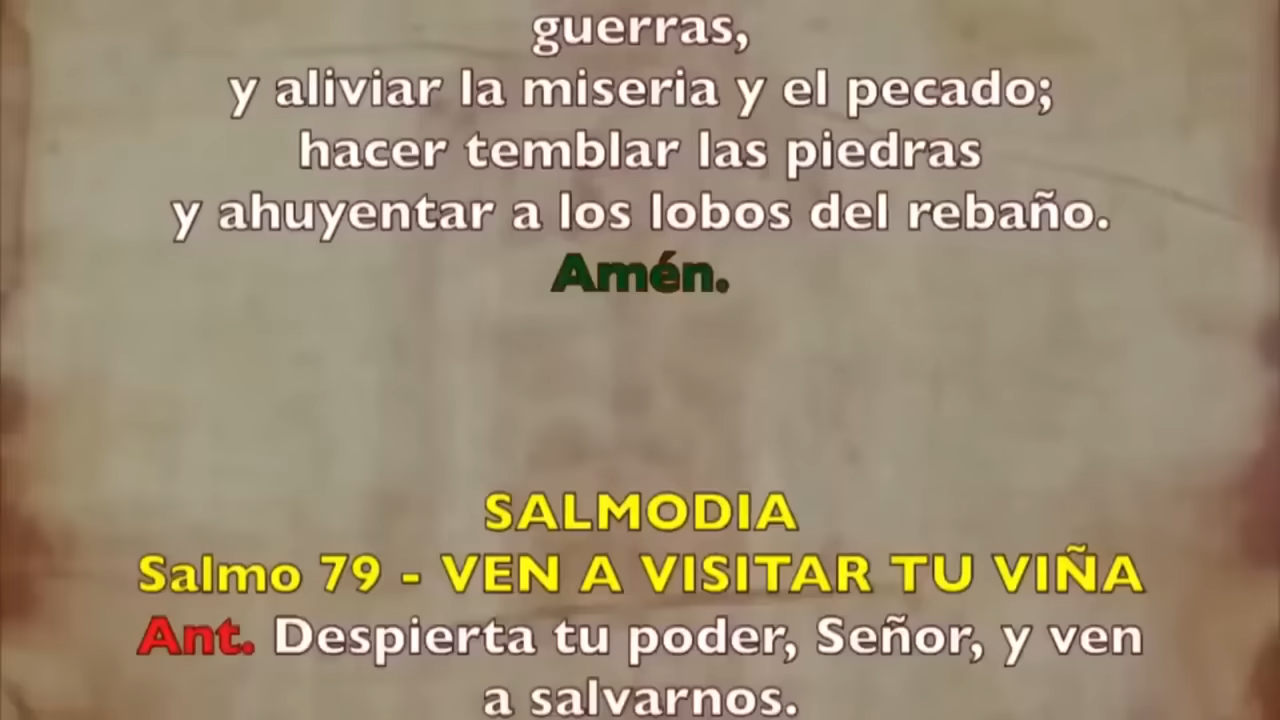 guerras,
y aliviar la miseria y el pecado;
hacer temblar las piedras
y ahuyentar a los lobos del rebaño.
Amén.
SALMODIA
Salmo 79 - VEN A VISITAR TU VIÑA
Ant. Despierta tu poder, Señor, y ven
a salvarnos.